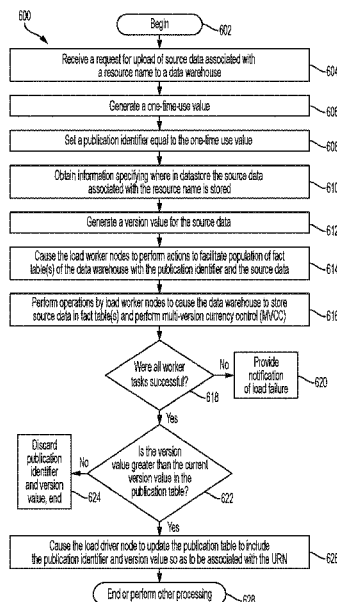 600
Begin
602
Receive a request for upload of source data associated with
a resource name to a data warehouse
604
Generate a one-time-use value
606
Set a publication identifier equal to the one-time use value
608
Obtain information specifying where in datastore the source data
associated with the resource name is stored
610
Generate a version value for the source data
612
Cause the load worker nodes to perform actions to facilitate population of fact
table(s) of the data warehouse with the publication identifier and the source data
614
Perform operations by load worker nodes to cause the data warehouse to store
source data in fact table(s) and perform multi-version currency control (MVCC)
616
Were all
worker
tasks successful?
618
No
Provide
notification
of load failure
620
Yes
Discard
publication
identifier
and version
value, end
624
No
Is the version
value greater than the current
version value in the
publication table?
622
Yes
Cause the load driver node to update the publication table to include
the publication identifier and version value so as to be associated with the URN
626
End or perform other processing
628